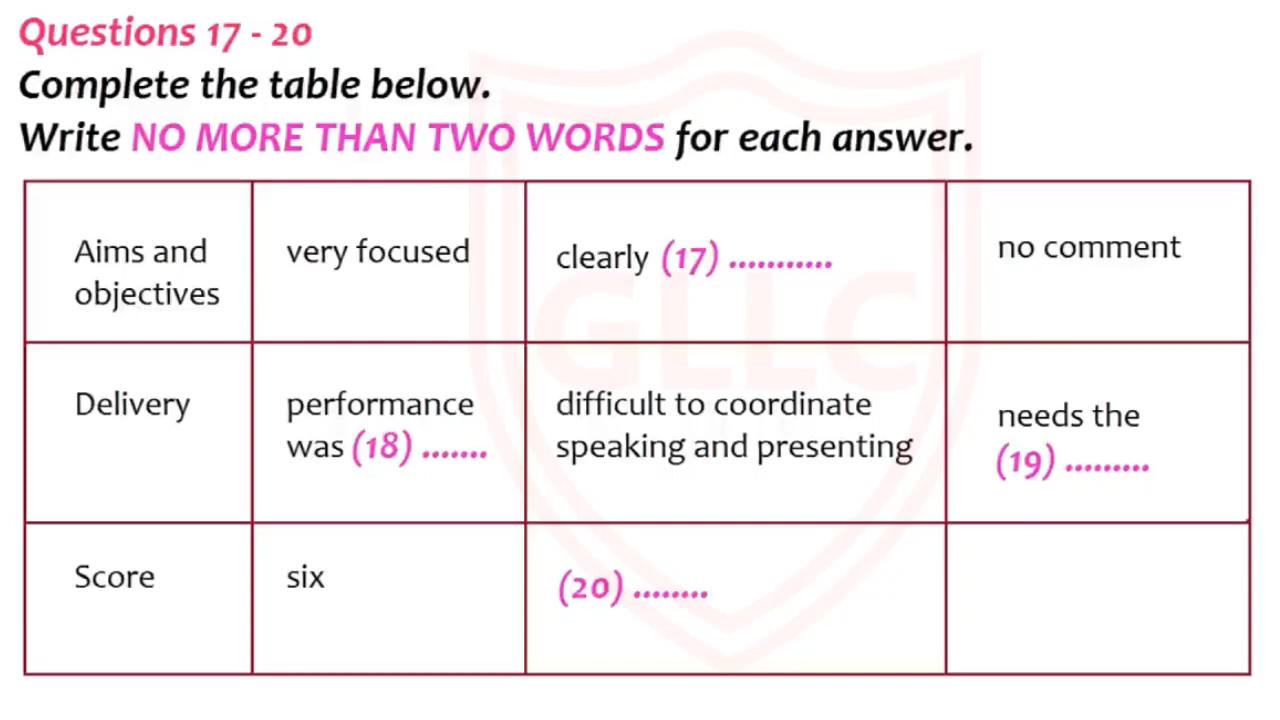 Questions 17 - 20
Complete the table below.
Write NO MORE THAN TWO WORDS for each answer.
Aims and
objectives
very focused
clearly (17) ...........
no comment
Delivery
performance
was (18) .......
difficult to coordinate
speaking and presenting
needs the
(19) .........
Score
six
(20) ........
GLLC